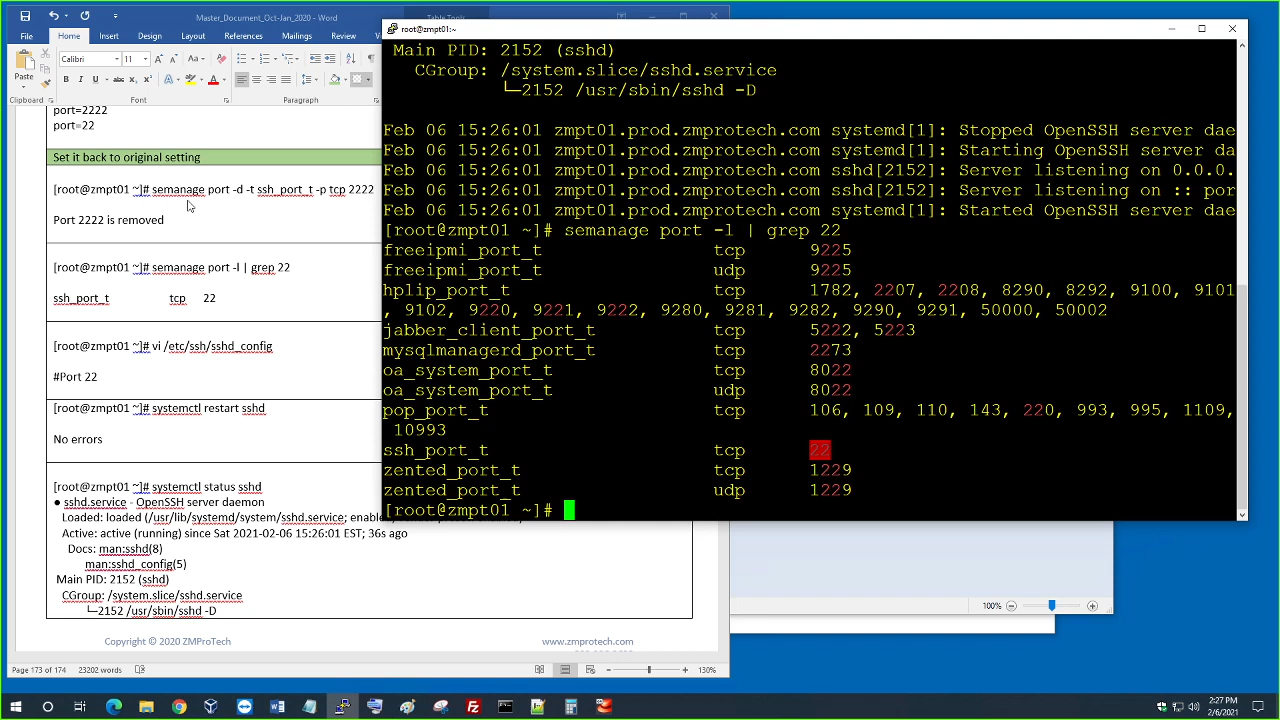 Master_Document_Oct-Jan_2020 - Word
Table Tools
File Home Insert Layout References Mailings Review
Paste
Calibri 11
Clipboard Font Paragraph
port=2222
port=22
Set it back to original setting
[root@zmpt01 ~]# semanage port -d -t ssh_port_t -p tcp 2222
Port 2222 is removed
[root@zmpt01 ~]# semanage port -l | grep 22
ssh_port_t tcp 22
[root@zmpt01 ~]# vi /etc/ssh/sshd_config
#Port 22
[root@zmpt01 ~]# systemctl restart sshd
No errors
[root@zmpt01 ~]# systemctl status sshd
● sshd.service - OpenSSH server daemon
Loaded: loaded (/usr/lib/systemd/system/sshd.service;
Active: active (running) since Sat 2021-02-06 15:26:01 EST; 36s ago
Docs: man:sshd(8)
man:sshd_config(5)
Main PID: 2152 (sshd)
CGroup: /system.slice/sshd.service
└─2152 /usr/sbin/sshd -D
Copyright © 2020 ZMProTech
www.zmprotech.com
Page 173 of 174 23202 words
130%
root@zmpt01:~
Main PID: 2152 (sshd)
CGroup: /system.slice/sshd.service
└─2152 /usr/sbin/sshd -D
Feb 06 15:26:01 zmpt01.prod.zmprotech.com systemd[1]: Stopped OpenSSH server dae
Feb 06 15:26:01 zmpt01.prod.zmprotech.com systemd[1]: Starting OpenSSH server da
Feb 06 15:26:01 zmpt01.prod.zmprotech.com sshd[2152]: Server listening on 0.0.0.
Feb 06 15:26:01 zmpt01.prod.zmprotech.com sshd[2152]: Server listening on :: por
Feb 06 15:26:01 zmpt01.prod.zmprotech.com systemd[1]: Started OpenSSH server dae
[root@zmpt01 ~]# semanage port -l | grep 22
freeipmi_port_t tcp 9225
freeipmi_port_t udp 9225
hplip_port_t tcp 1782, 2207, 2208, 8290, 8292, 9100, 9101
, 9102, 9220, 9221, 9222, 9280, 9281, 9282, 9290, 9291, 50000, 50002
jabber_client_port_t tcp 5222, 5223
mysqlmanagerd_port_t tcp 2273
oa_system_port_t tcp 8022
oa_system_port_t udp 8022
pop_port_t tcp 106, 109, 110, 143, 220, 993, 995, 1109,
10993
ssh_port_t tcp 22
zented_port_t tcp 1229
zented_port_t udp 1229
[root@zmpt01 ~]#
100%
2:27 PM
2/6/2021